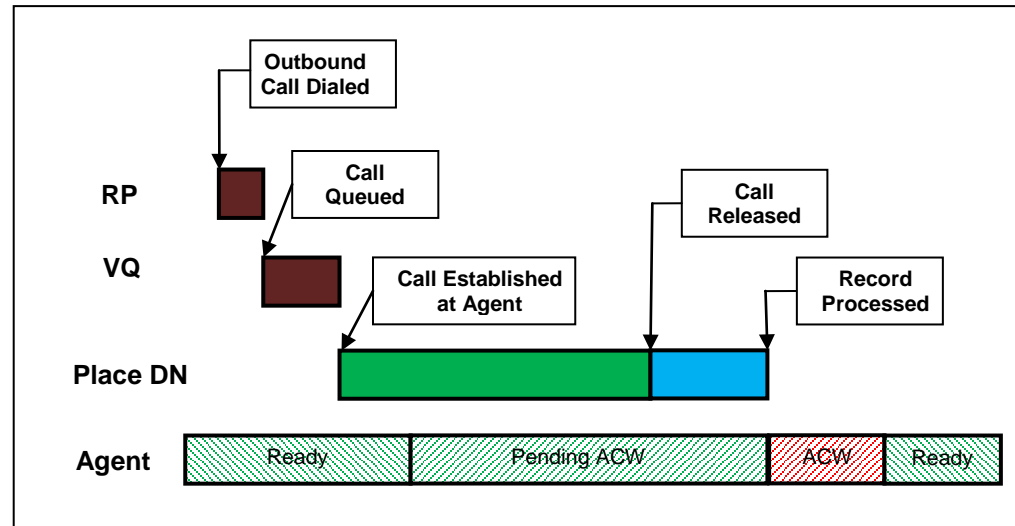 Outbound
Call Dialed
RP
Call
Queued
Call
Released
VQ
Call Established
at Agent
Record
Processed
Place DN
Agent
Ready
Pending ACW
ACW
Ready